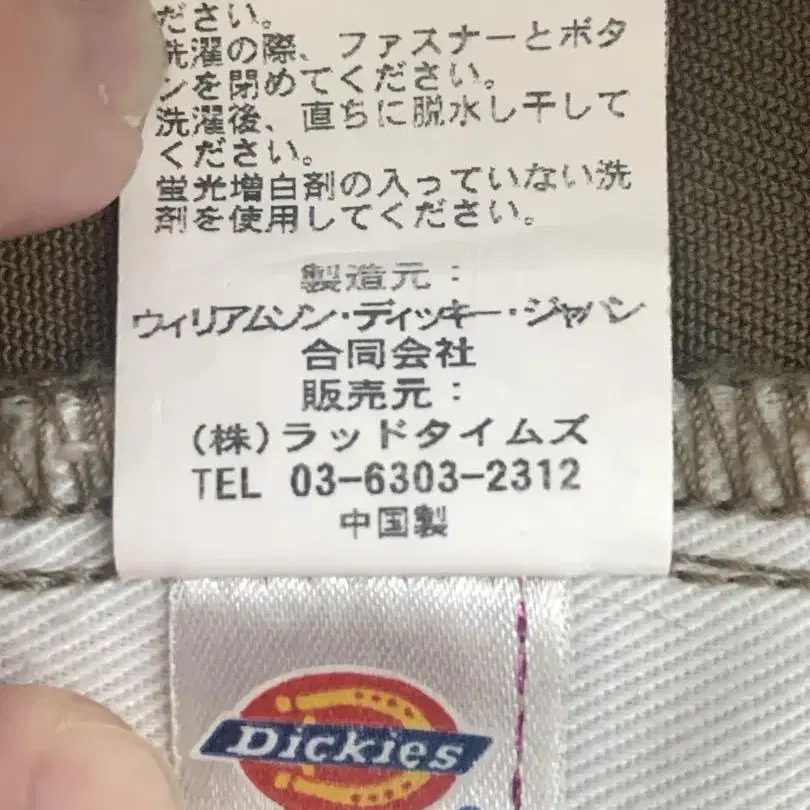 ださい。
洗濯の際、ファスナーとボタ
ンを閉めてください。
洗濯後、直ちに脱水し干して
ください。
蛍光増白剤の入っていない洗
剤を使用してください。
製造元：
ウィリアムソン・ディッキー・ジャパン
合同会社
販売元：
(株)ラッドタイムズ
TEL 03-6303-2312
中国製
Dickies